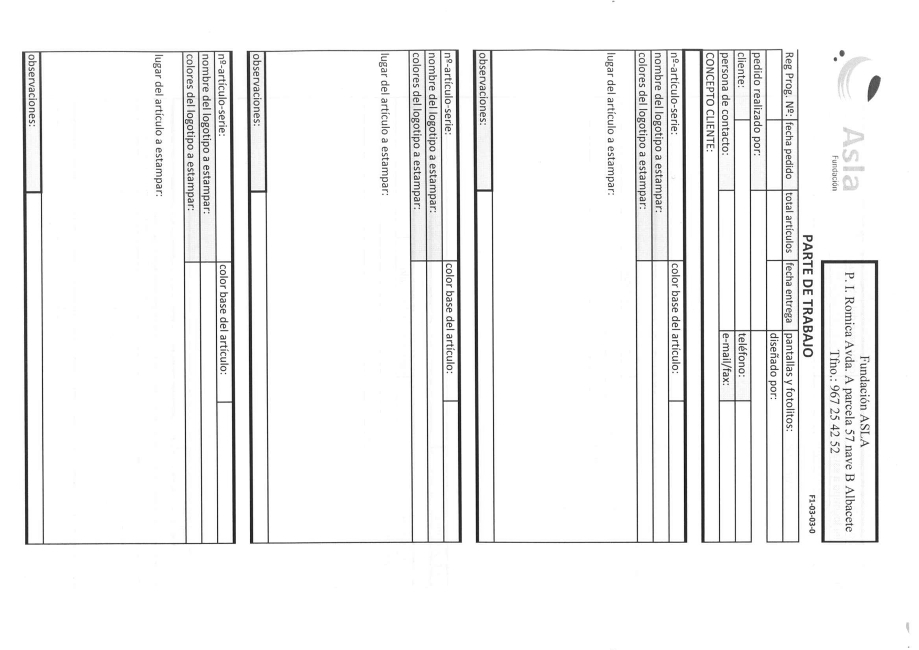 Asla
Fundación
Fundación ASLA
P. I. Romica Avda. A parcela 57 nave B Albacete
Tfno.: 967 25 42 52
PARTE DE TRABAJO
F1-03-03-0
Reg Prog. Nº: fecha pedido total artículos fecha entrega pantallas y fotolitos:
diseñado por:
pedido realizado por:
cliente: teléfono:
persona de contacto: e-mail/fax:
CONCEPTO CLIENTE:
nº-artículo-serie: color base del artículo:
nombre del logotipo a estampar:
colores del logotipo a estampar:
lugar del artículo a estampar:
observaciones:
nº-artículo-serie: color base del artículo:
nombre del logotipo a estampar:
colores del logotipo a estampar:
lugar del artículo a estampar:
observaciones:
nº-artículo-serie: color base del artículo:
nombre del logotipo a estampar:
colores del logotipo a estampar:
lugar del artículo a estampar:
observaciones: